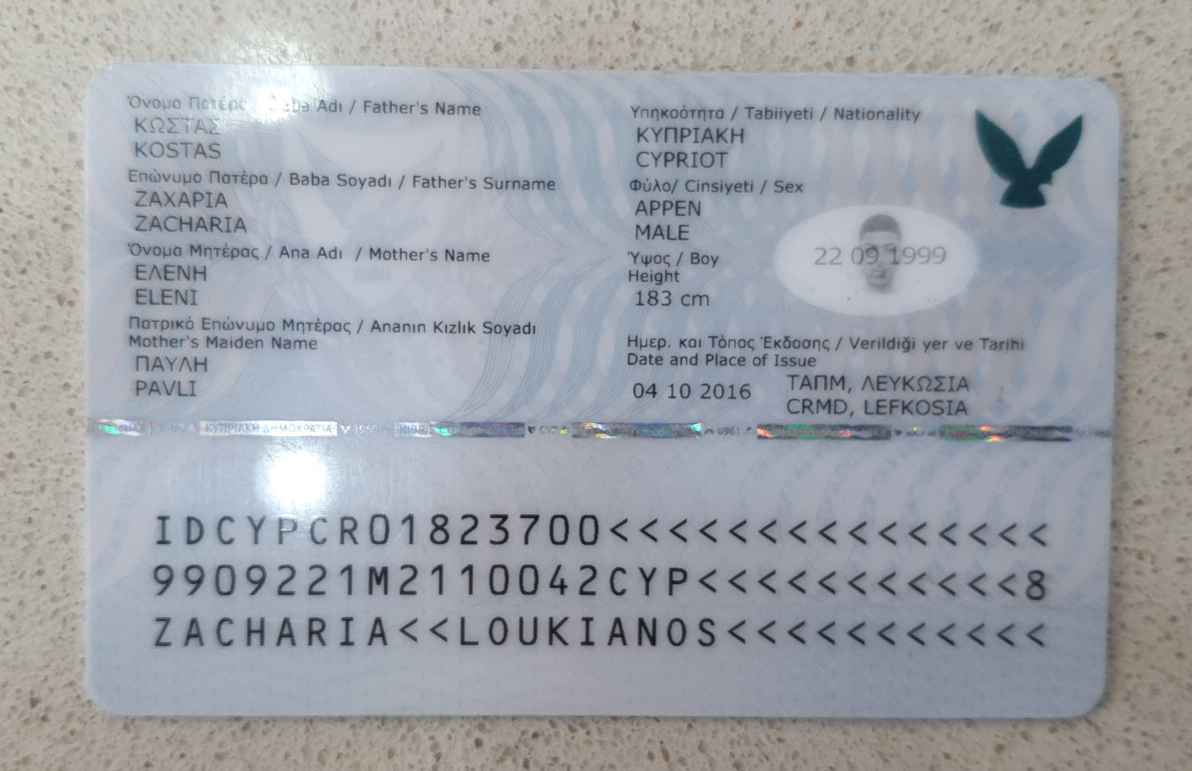 Όνομα Πατέρα / Baba Adı / Father's Name
ΚΩΣΤΑΣ
KOSTAS
Επώνυμο Πατέρα / Baba Soyadı / Father's Surname
ΖΑΧΑΡΙΑ
ZACHARIA
Όνομα Μητέρας / Ana Adı / Mother's Name
ΕΛΕΝΗ
ELENI
Πατρικό Επώνυμο Μητέρας / Ananın Kızlık Soyadı
Mother's Maiden Name
ΠΑΥΛΗ
PAVLI
Υπηκοότητα / Tabiiyeti / Nationality
ΚΥΠΡΙΑΚΗ
CYPRIOT
Φύλο/ Cinsiyeti / Sex
ΑΡΡΕΝ
MALE
Ύψος / Boy
Height
183 cm
22 09 1999
Ημερ. και Τόπος Έκδοσης / Verildiği yer ve Tarihi
Date and Place of Issue
04 10 2016 ΤΑΠΜ, ΛΕΥΚΩΣΙΑ
CRMD, LEFKOSIA
ΚΥΠΡΙΑΚΗ ΔΗΜΟΚΡΑΤΙΑ
IDCYPCR01823700<<<<<<<<<<<<<<<
9909221M2110042CYP<<<<<<<<<<<8
ZACHARIA<<LOUKIANOS<<<<<<<<<<<